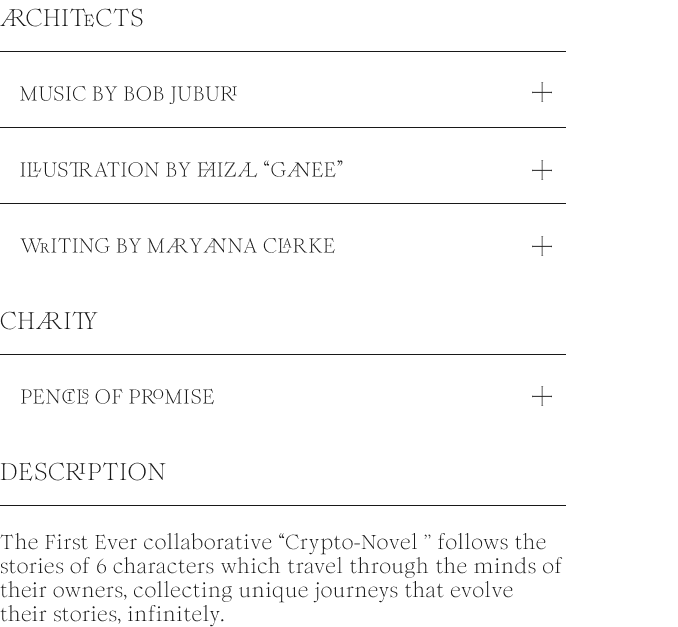 ARCHITECTS
MUSIC BY BOB JUBURI
ILLUSTRATION BY FAIZAL “GANEE”
WRITING BY MARYANNA CLARKE
CHARITY
PENCILS OF PROMISE
DESCRIPTION
The First Ever collaborative “Crypto-Novel ” follows the
stories of 6 characters which travel through the minds of
their owners, collecting unique journeys that evolve
their stories, infinitely.